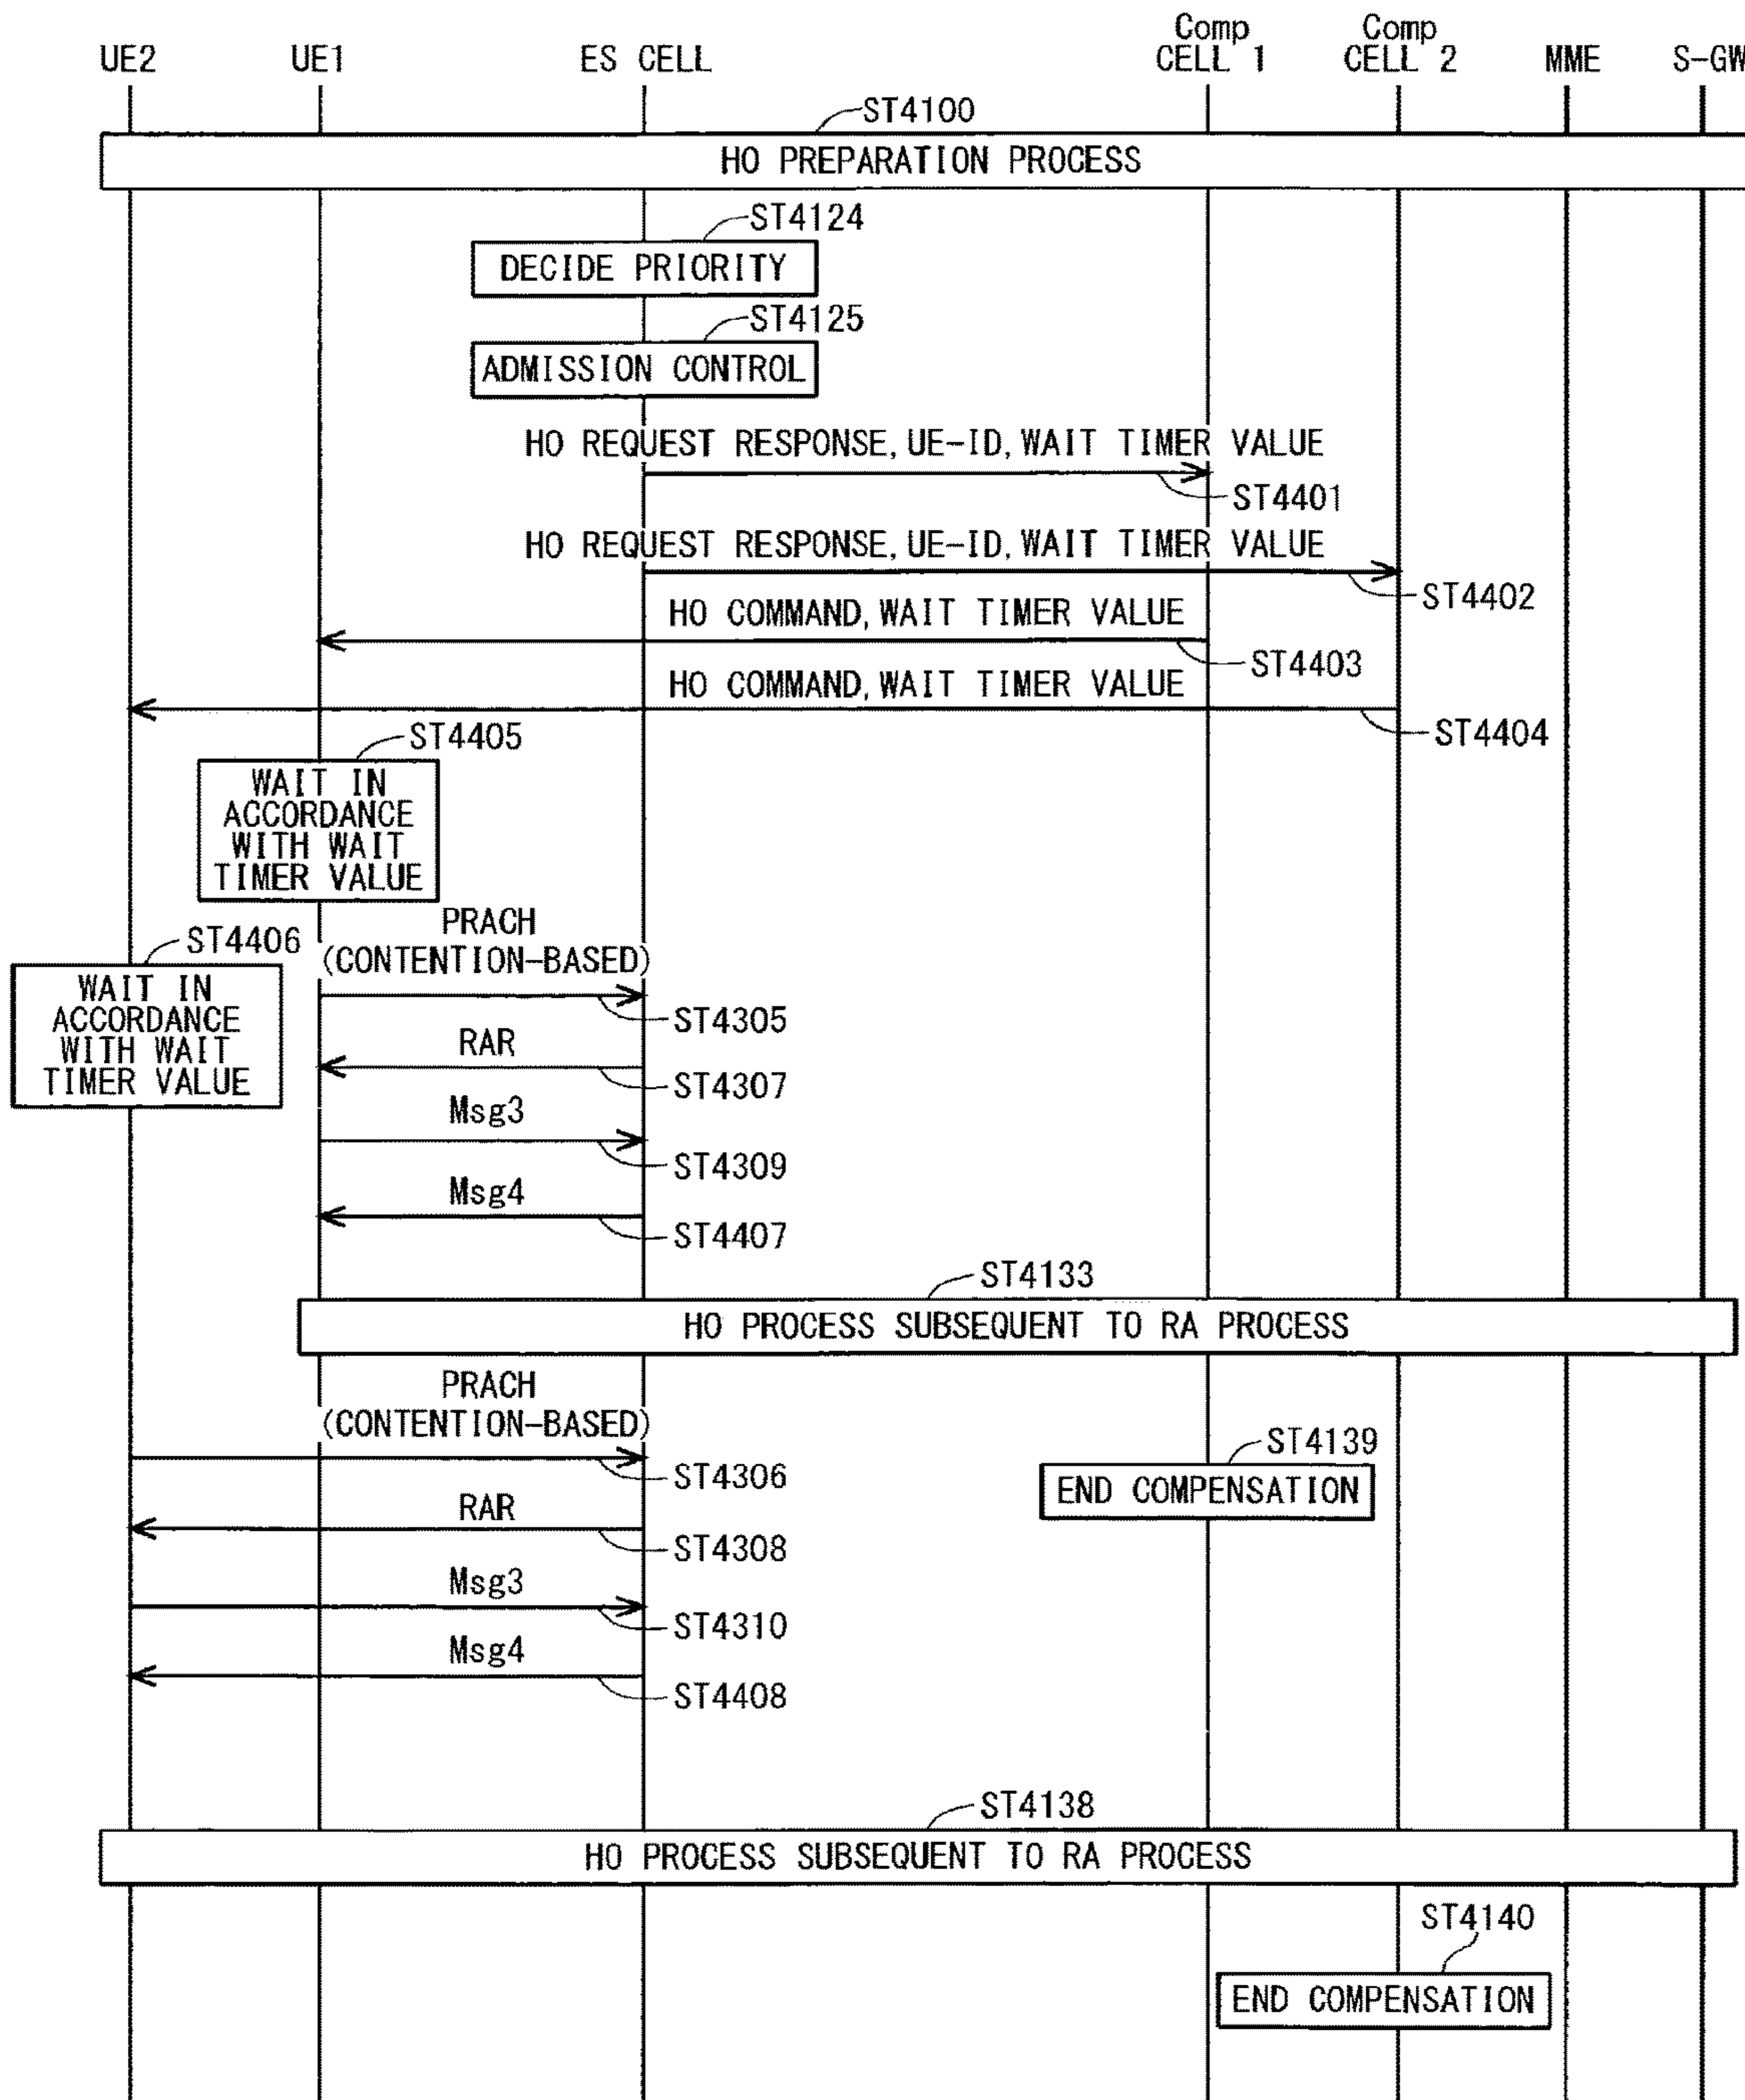 UE2
UE1
ES CELL
Comp
CELL 1
Comp
CELL 2
MME
S-GW
ST4100
HO PREPARATION PROCESS
ST4124
DECIDE PRIORITY
ST4125
ADMISSION CONTROL
HO REQUEST RESPONSE, UE-ID, WAIT TIMER VALUE
ST4401
HO REQUEST RESPONSE, UE-ID, WAIT TIMER VALUE
ST4402
HO COMMAND, WAIT TIMER VALUE
ST4403
HO COMMAND, WAIT TIMER VALUE
ST4404
ST4405
WAIT IN
ACCORDANCE
WITH WAIT
TIMER VALUE
PRACH
(CONTENTION-BASED)
ST4406
WAIT IN
ACCORDANCE
WITH WAIT
TIMER VALUE
ST4305
RAR
ST4307
Msg3
ST4309
Msg4
ST4407
ST4133
HO PROCESS SUBSEQUENT TO RA PROCESS
PRACH
(CONTENTION-BASED)
ST4306
ST4139
END COMPENSATION
RAR
ST4308
Msg3
ST4310
Msg4
ST4408
ST4138
HO PROCESS SUBSEQUENT TO RA PROCESS
ST4140
END COMPENSATION